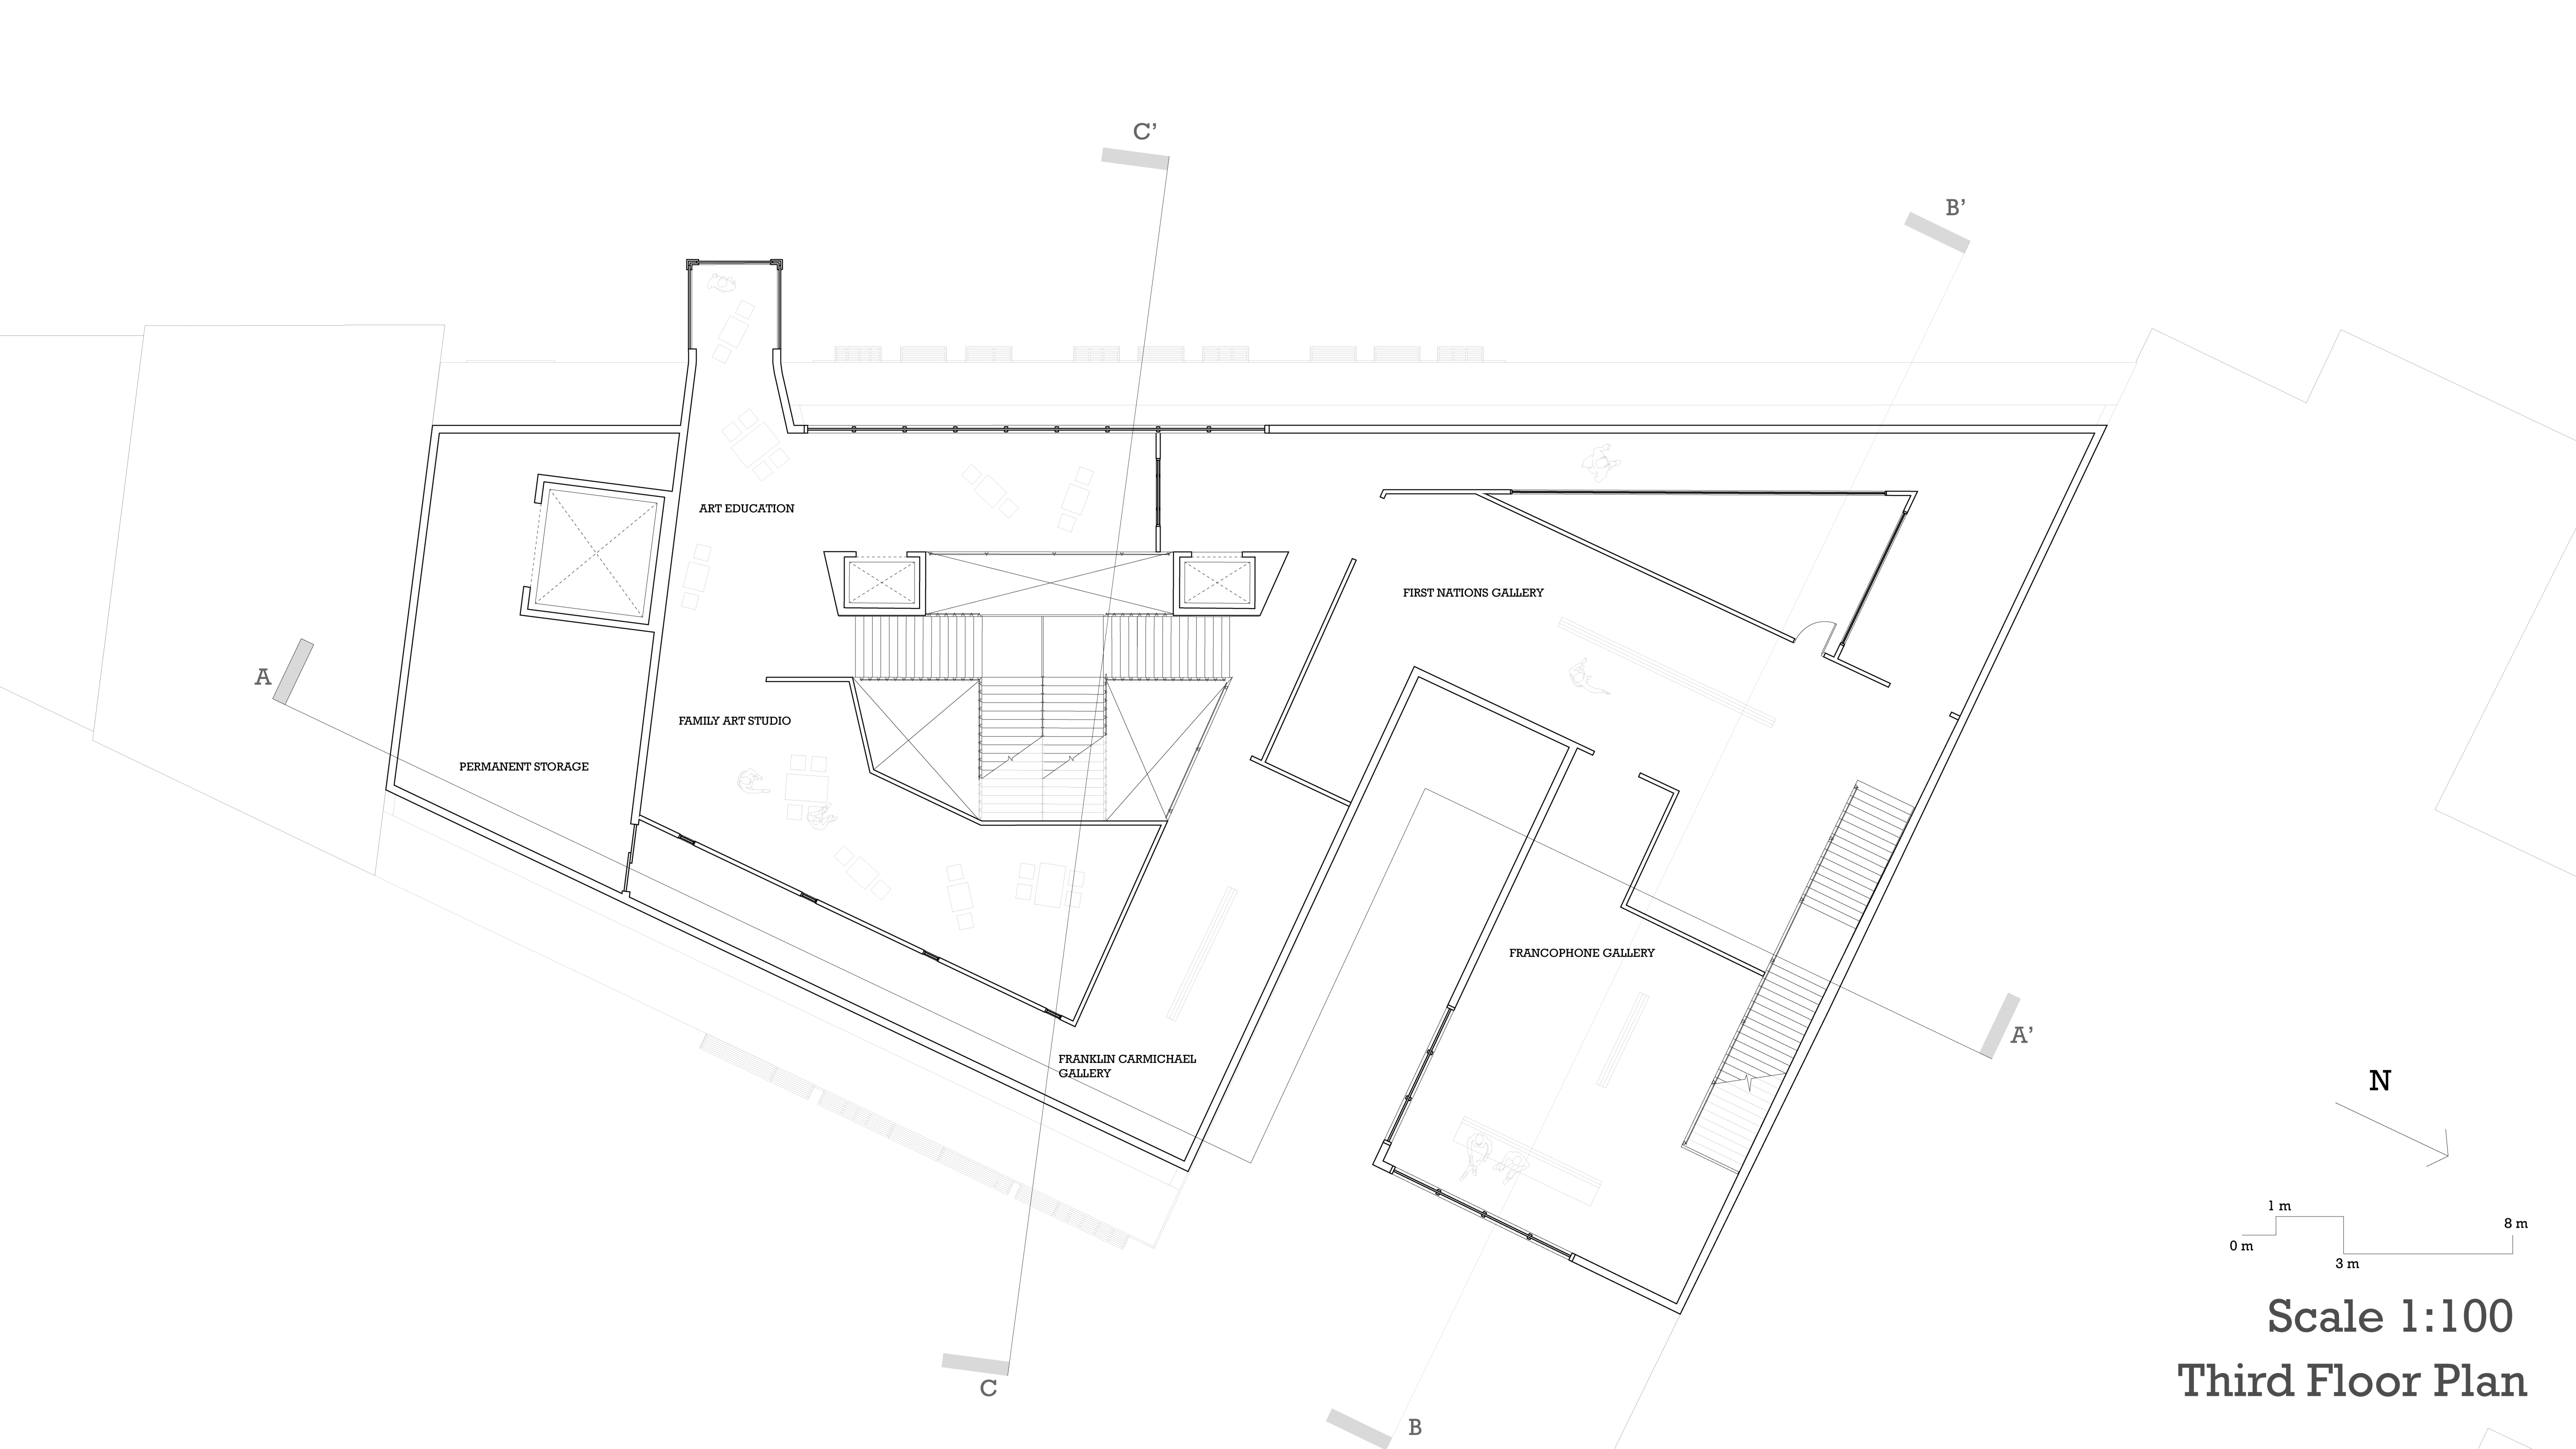 C’
B’
ART EDUCATION
FIRST NATIONS GALLERY
A
FAMILY ART STUDIO
PERMANENT STORAGE
FRANCOPHONE GALLERY
A’
FRANKLIN CARMICHAEL
GALLERY
N
1 m
8 m
0 m
3 m
Scale 1:100
Third Floor Plan
C
B